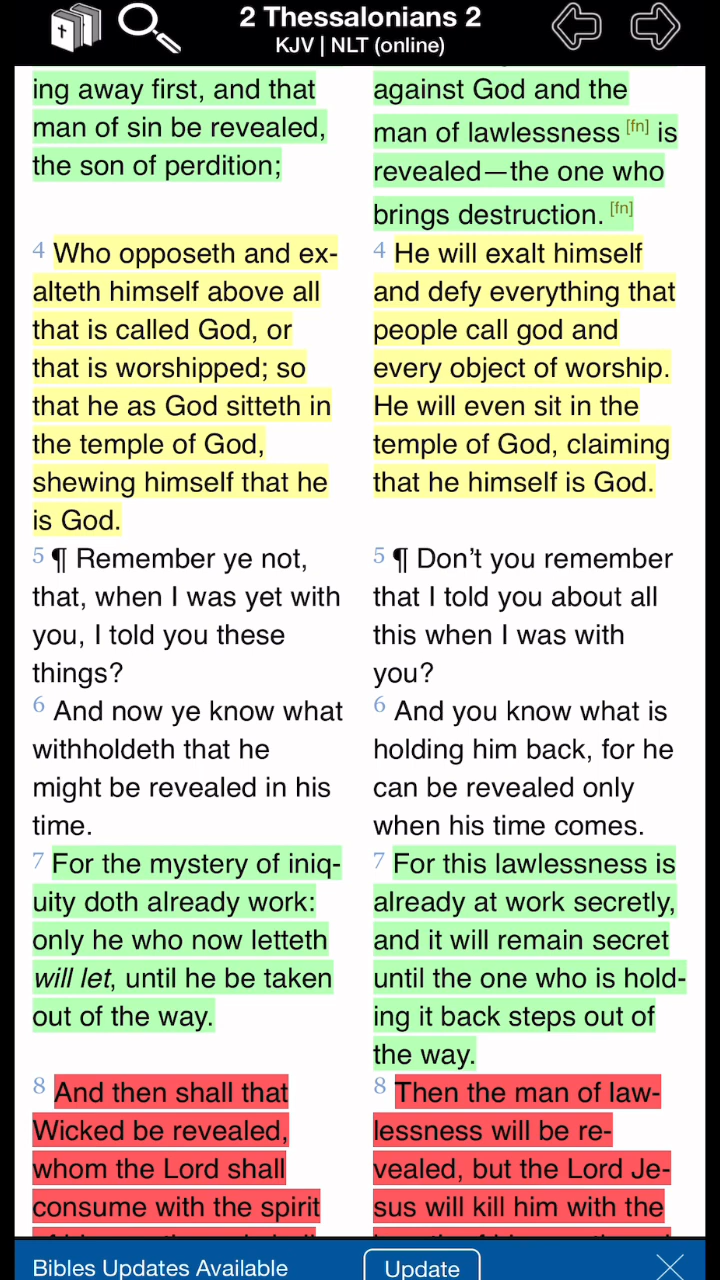 2 Thessalonians 2
KJV | NLT (online)
ing away first, and that
man of sin be revealed,
the son of perdition;
4 Who opposeth and ex-
alteth himself above all
that is called God, or
that is worshipped; so
that he as God sitteth in
the temple of God,
shewing himself that he
is God.
5 ¶ Remember ye not,
that, when I was yet with
you, I told you these
things?
6 And now ye know what
withholdeth that he
might be revealed in his
time.
7 For the mystery of iniq-
uity doth already work:
only he who now letteth
will let, until he be taken
out of the way.
8 And then shall that
Wicked be revealed,
whom the Lord shall
consume with the spirit
against God and the
man of lawlessness [fn] is
revealed—the one who
brings destruction. [fn]
4 He will exalt himself
and defy everything that
people call god and
every object of worship.
He will even sit in the
temple of God, claiming
that he himself is God.
5 ¶ Don’t you remember
that I told you about all
this when I was with
you?
6 And you know what is
holding him back, for he
can be revealed only
when his time comes.
7 For this lawlessness is
already at work secretly,
and it will remain secret
until the one who is hold-
ing it back steps out of
the way.
8 Then the man of law-
lessness will be re-
vealed, but the Lord Je-
sus will kill him with the
Bibles Updates Available
Update